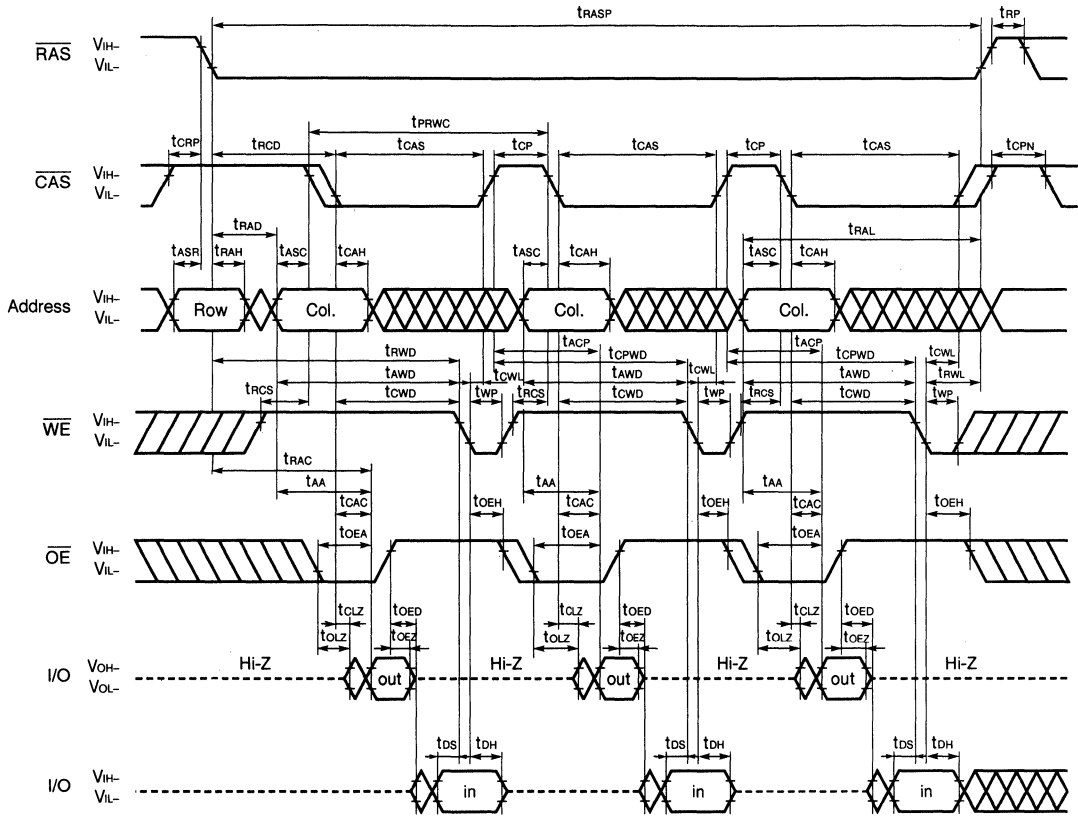 tRASP tRP
RAS VIH–
VIL–
tPRWC
tCRP tRCD tCAS tCP tCAS tCP tCAS tCPN
CAS VIH–
VIL–
tRAD tRAL
tASR tRAH tASC tCAH tASC tCAH tASC tCAH
Address VIH–
VIL–
Row Col. Col. Col.
tACP tACP
tRWD tCPWD tCPWD tCWL
tAWD tCWL tAWD tCWL tAWD tRWL
tRCS tCWD tWP tRCS tCWD tWP tRCS tCWD tWP
WE VIH–
VIL–
tRAC
tAA tAA tAA
tCAC tOEH tCAC tOEH tCAC tOEH
tOEA tOEA tOEA
OE VIH–
VIL–
tCLZ tOED tCLZ tOED tCLZ tOED
tOLZ tOEZ tOLZ tOEZ tOLZ tOEZ
I/O VOH–
VOL–
Hi-Z out Hi-Z out Hi-Z out Hi-Z
tDS tDH tDS tDH tDS tDH
I/O VIH–
VIL–
in in in